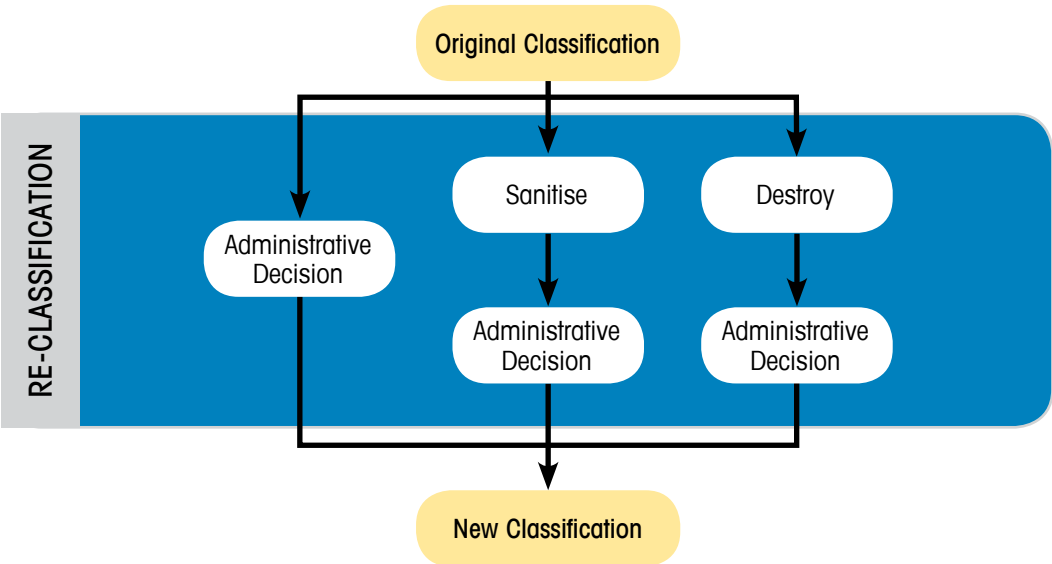 Original Classification
RE-CLASSIFICATION
Sanitise
Destroy
Administrative
Decision
Administrative
Decision
Administrative
Decision
New Classification